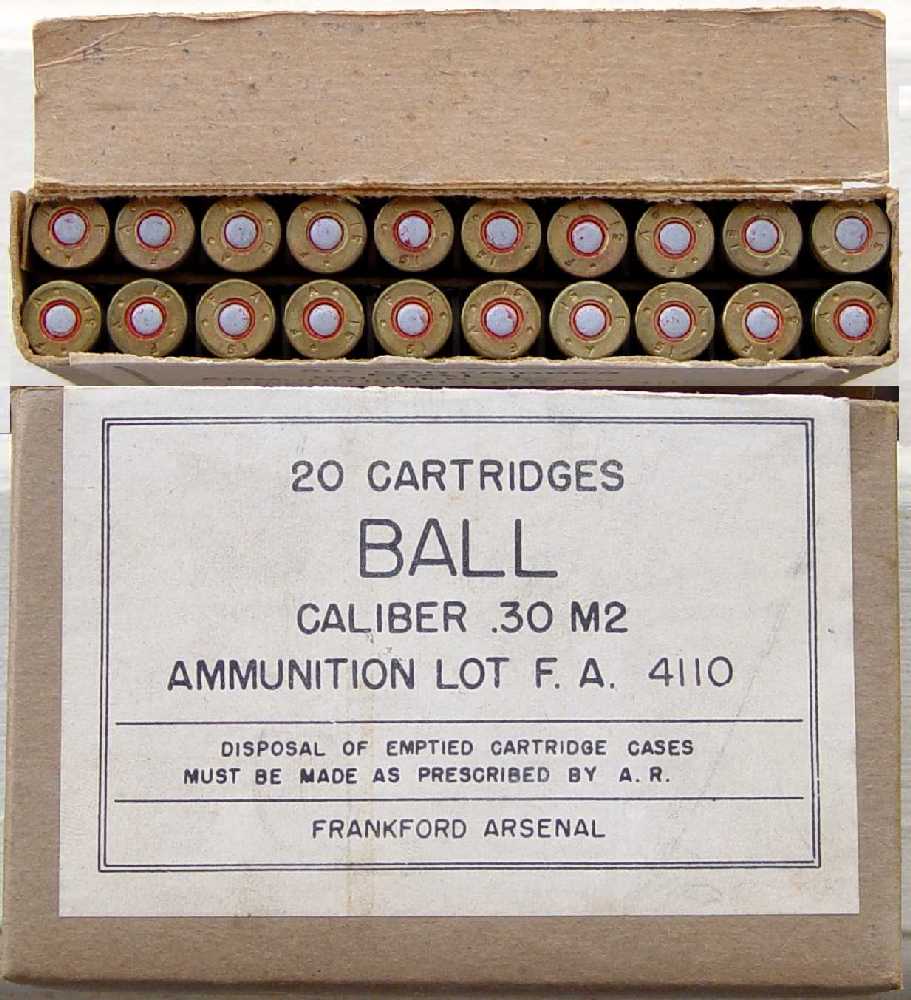 20 CARTRIDGES
BALL
CALIBER .30 M2
AMMUNITION LOT F. A. 4110
DISPOSAL OF EMPTIED CARTRIDGE CASES
MUST BE MADE AS PRESCRIBED BY A. R.
FRANKFORD ARSENAL